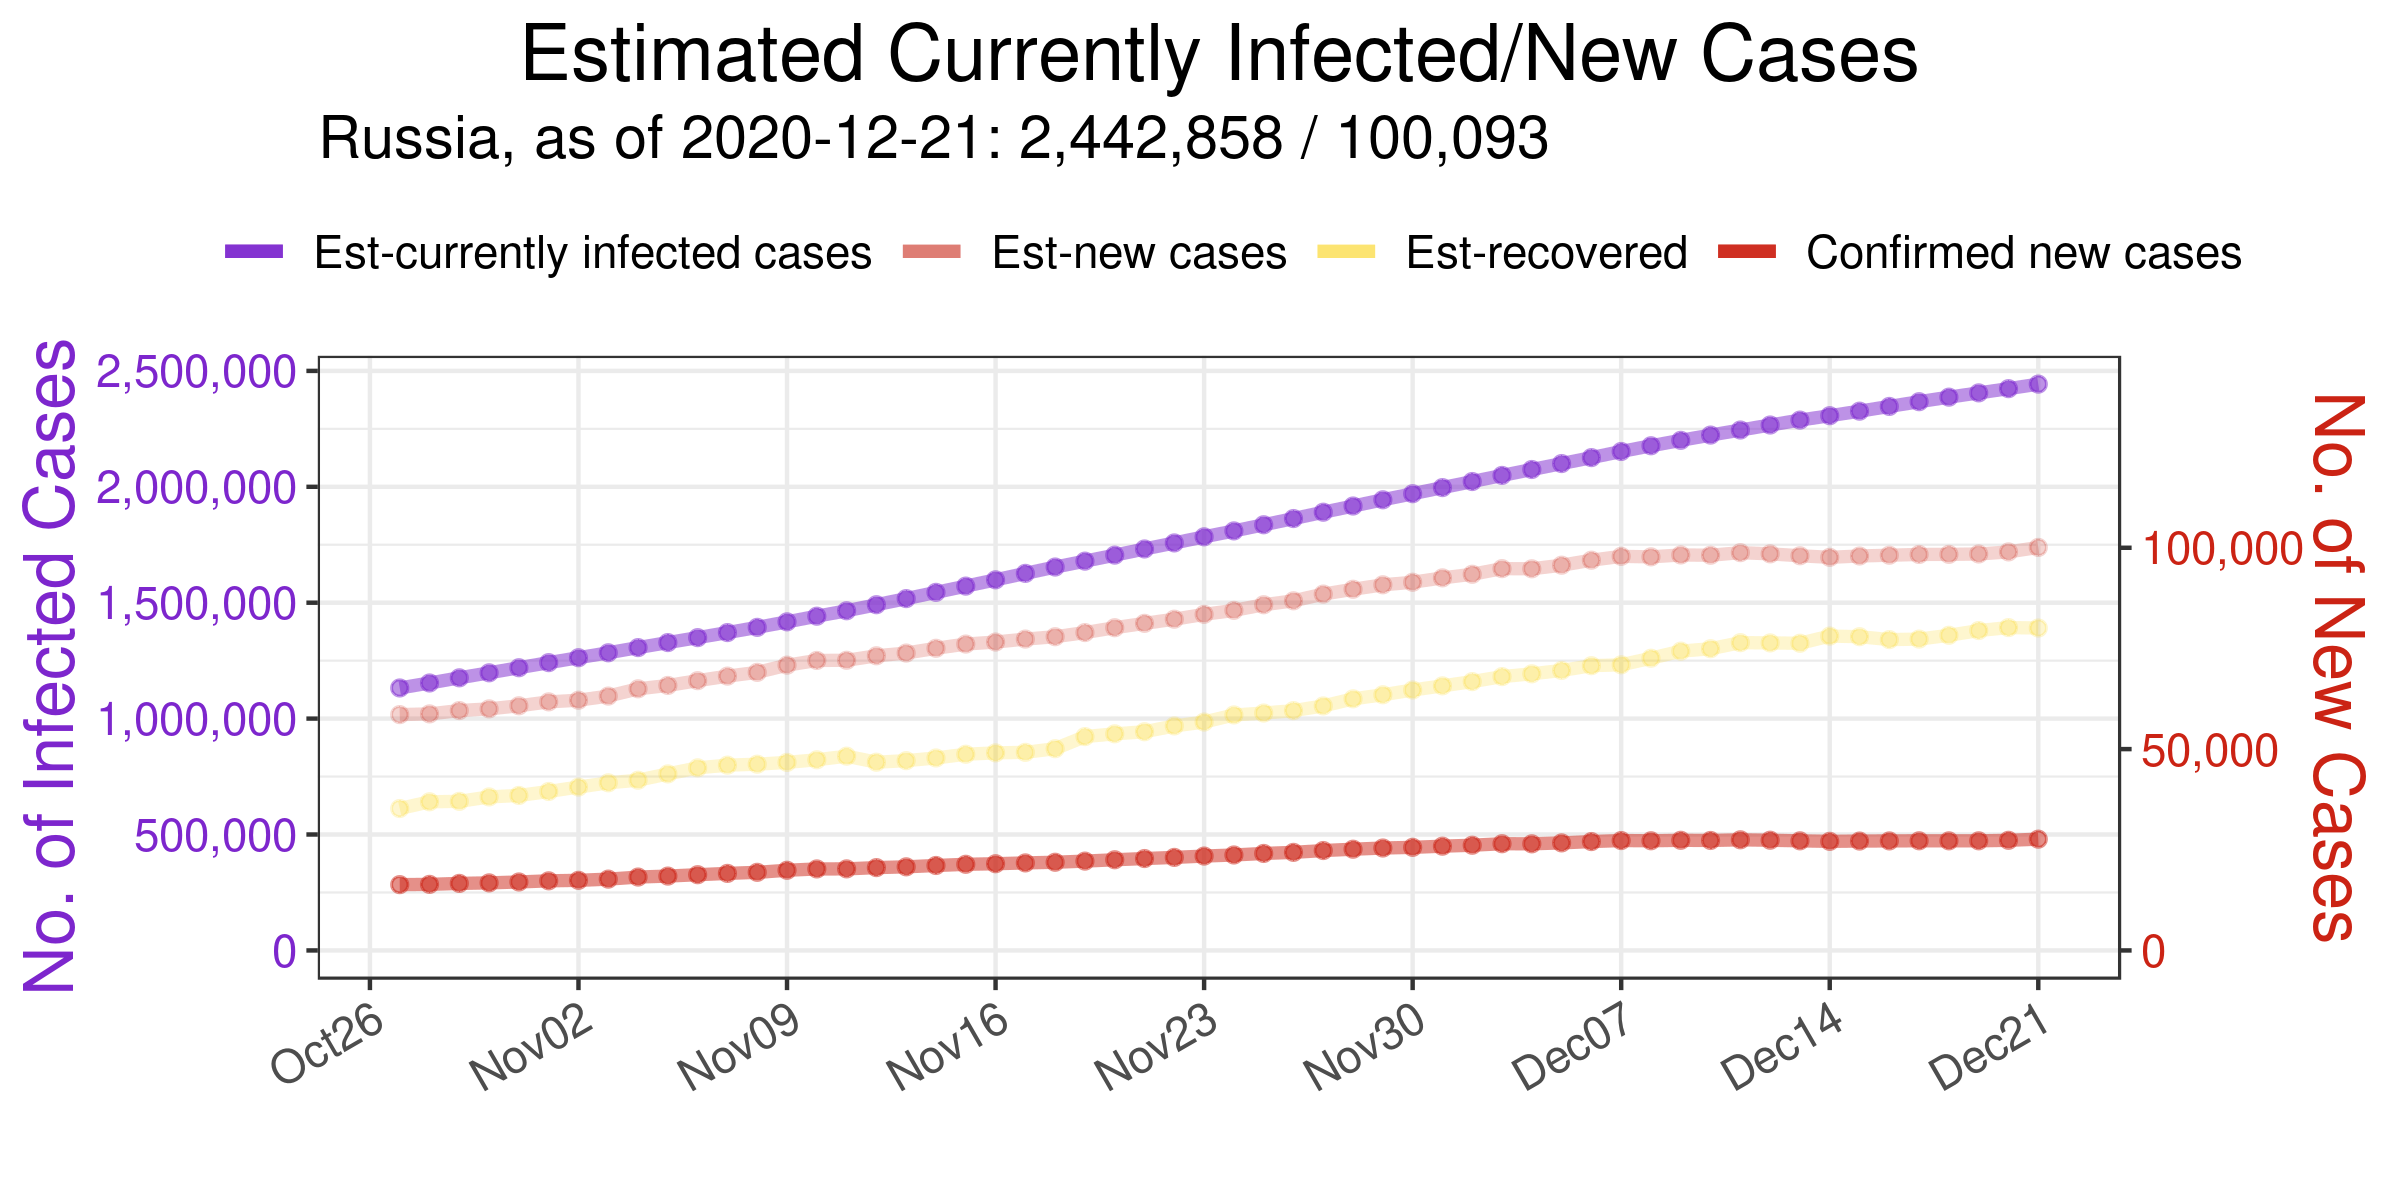 Estimated Currently Infected/New Cases
Russia, as of 2020-12-21: 2,442,858 / 100,093
Est-currently infected cases Est-new cases Est-recovered Confirmed new cases
No. of Infected Cases
2,500,000
2,000,000
1,500,000
1,000,000
500,000
0
100,000
50,000
0
No. of New Cases
Oct26 Nov02 Nov09 Nov16 Nov23 Nov30 Dec07 Dec14 Dec21